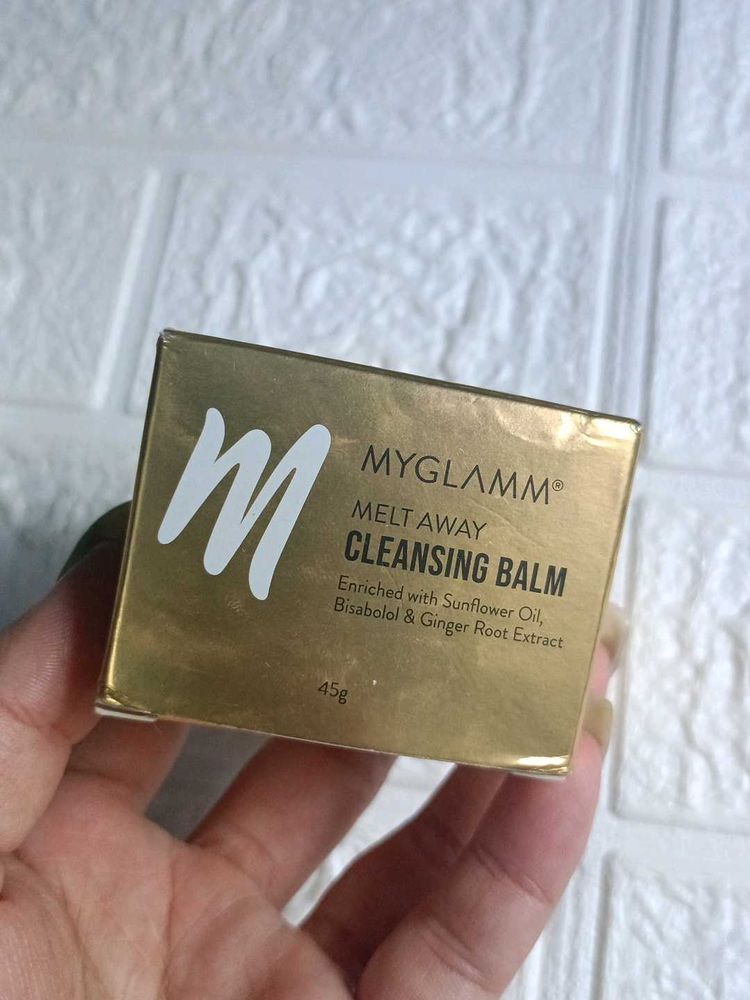 M
MYGLAMM®
MELT AWAY
CLEANSING BALM
Enriched with Sunflower Oil,
Bisabolol & Ginger Root Extract
45g